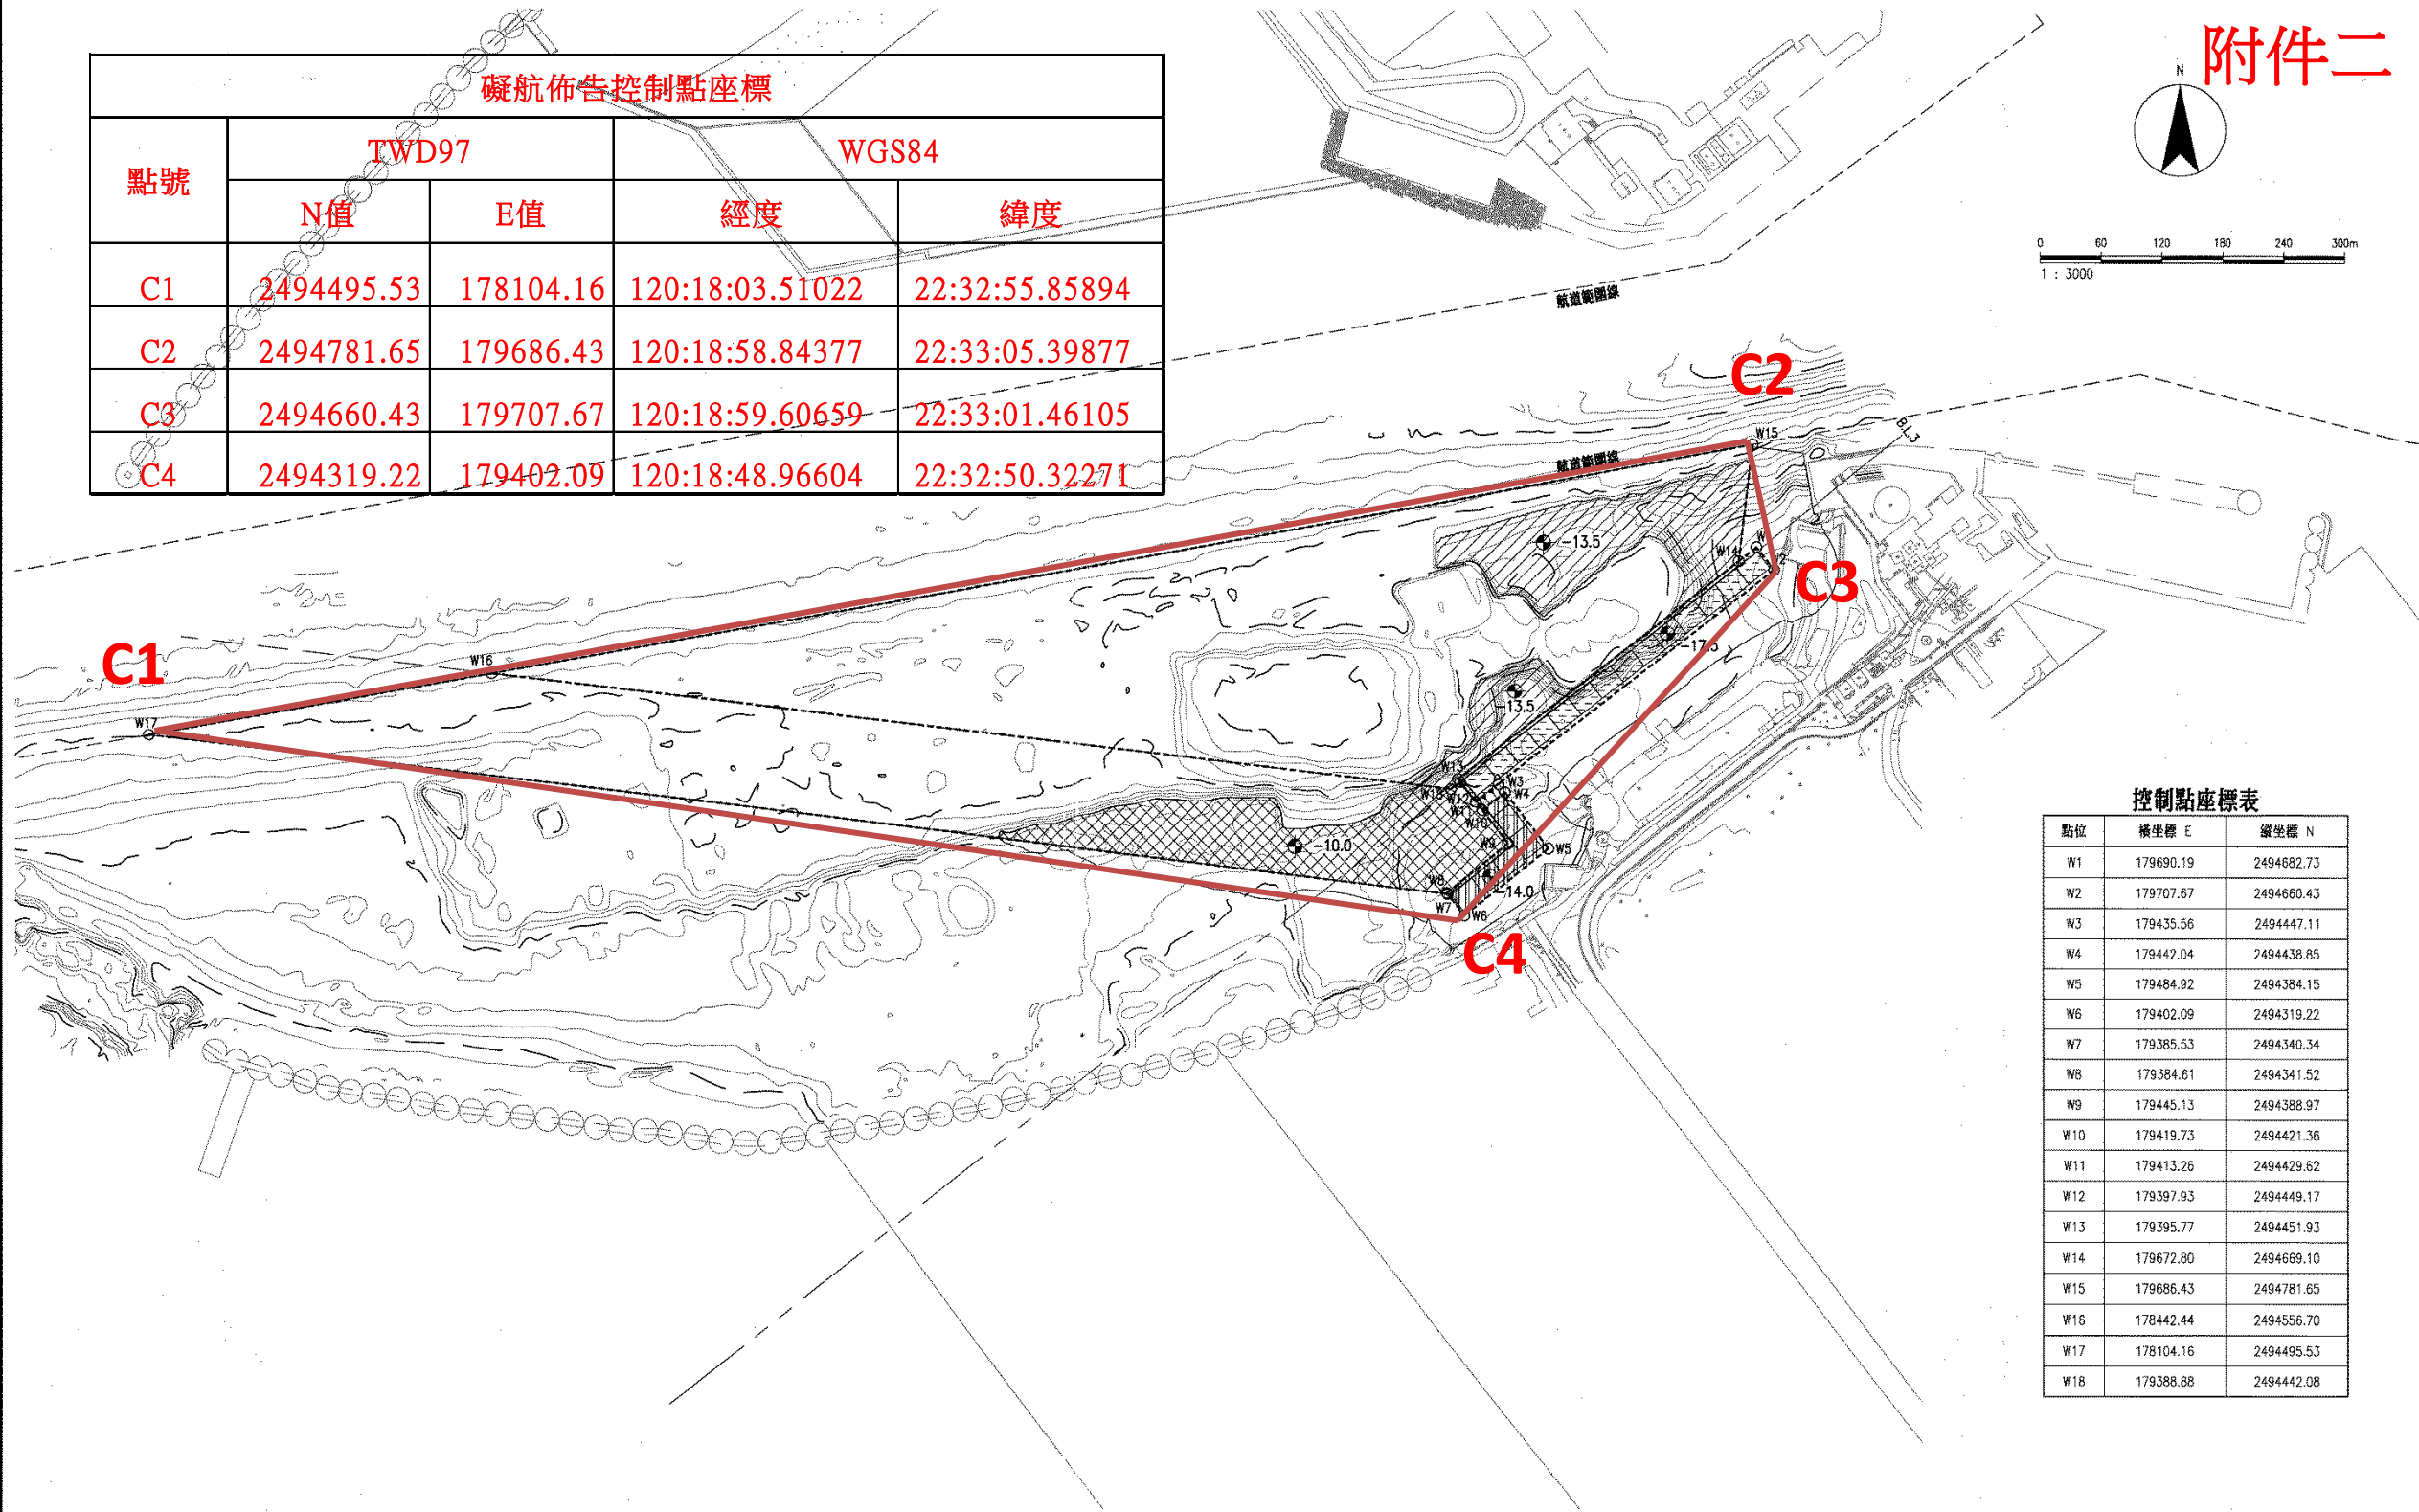 附件二
礙航佈告控制點座標
點號 TWD97 WGS84
N值 E值 經度 緯度
C1 2494495.53 178104.16 120:18:03.51022 22:32:55.85894
C2 2494781.65 179686.43 120:18:58.84377 22:33:05.39877
C3 2494660.43 179707.67 120:18:59.60659 22:33:01.46105
C4 2494319.22 179402.09 120:18:48.96604 22:32:50.32271
N
0 60 120 180 240 300m
1 : 3000
航道範圍線
C2
W15
BL3
航道範圍線
-13.5
W14
C3
C1
W16
-17.5
W17
-13.5
W13
W3
W18
W12
W4
W11
W10
-10.0
W9
W5
W8
-14.0
W7
W6
C4
控制點座標表
點位 橫坐標 E 縱坐標 N
W1 179690.19 2494682.73
W2 179707.67 2494660.43
W3 179435.56 2494447.11
W4 179442.04 2494438.85
W5 179484.92 2494384.15
W6 179402.09 2494319.22
W7 179385.53 2494340.34
W8 179384.61 2494341.52
W9 179445.13 2494388.97
W10 179419.73 2494421.36
W11 179413.26 2494429.62
W12 179397.93 2494449.17
W13 179395.77 2494451.93
W14 179672.80 2494669.10
W15 179686.43 2494781.65
W16 178442.44 2494556.70
W17 178104.16 2494495.53
W18 179388.88 2494442.08